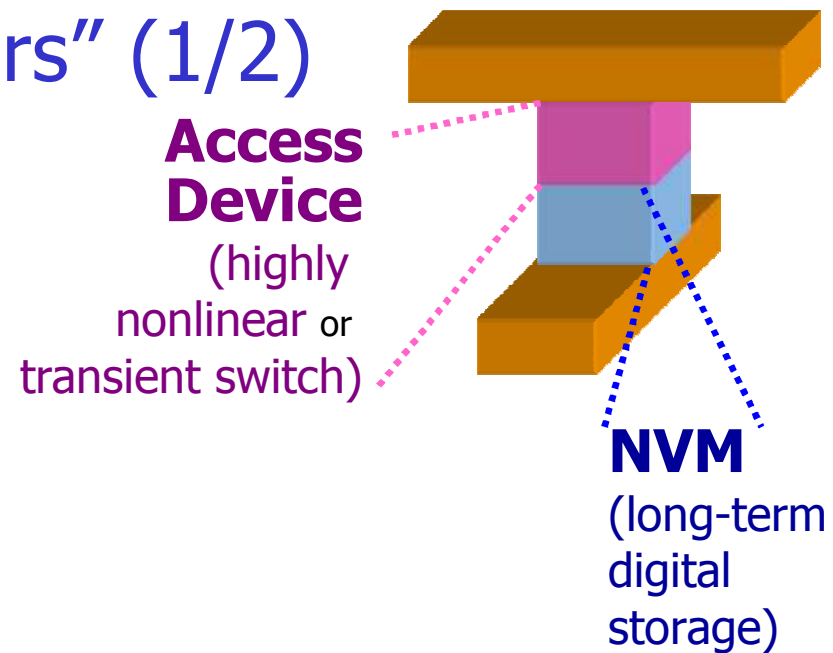 rs” (1/2)
Access
Device
(highly
nonlinear or
transient switch)
NVM
(long-term
digital
storage)